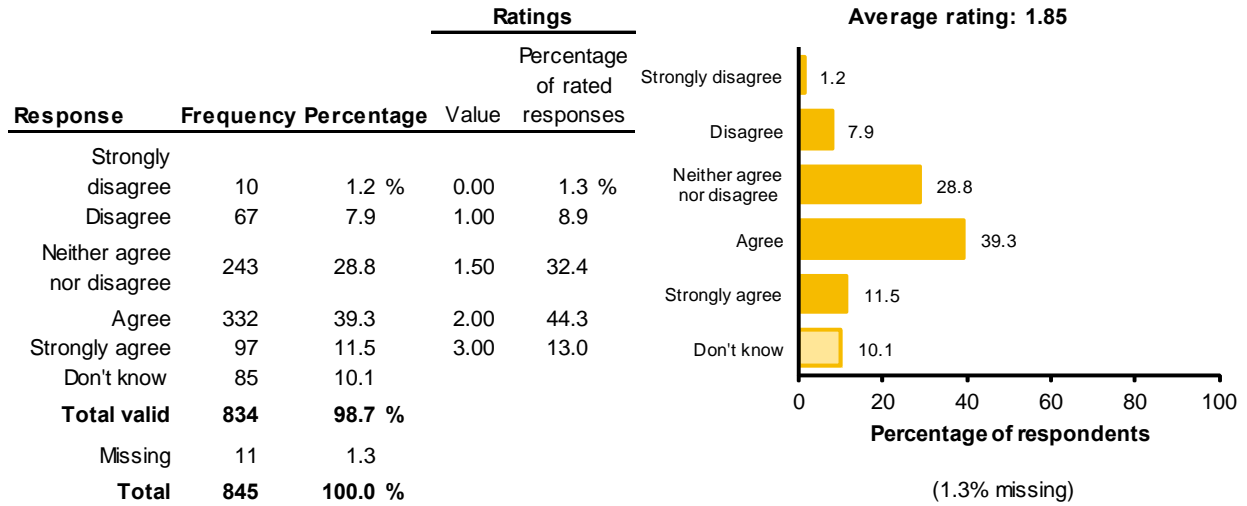 Ratings
Response Frequency Percentage Value Percentage of rated responses
Strongly disagree 10 1.2 % 0.00 1.3 %
Disagree 67 7.9 1.00 8.9
Neither agree nor disagree 243 28.8 1.50 32.4
Agree 332 39.3 2.00 44.3
Strongly agree 97 11.5 3.00 13.0
Don't know 85 10.1
Total valid 834 98.7 %
Missing 11 1.3
Total 845 100.0 %
Average rating: 1.85
Strongly disagree 1.2
Disagree 7.9
Neither agree
nor disagree 28.8
Agree 39.3
Strongly agree 11.5
Don't know 10.1
0 20 40 60 80 100
Percentage of respondents
(1.3% missing)